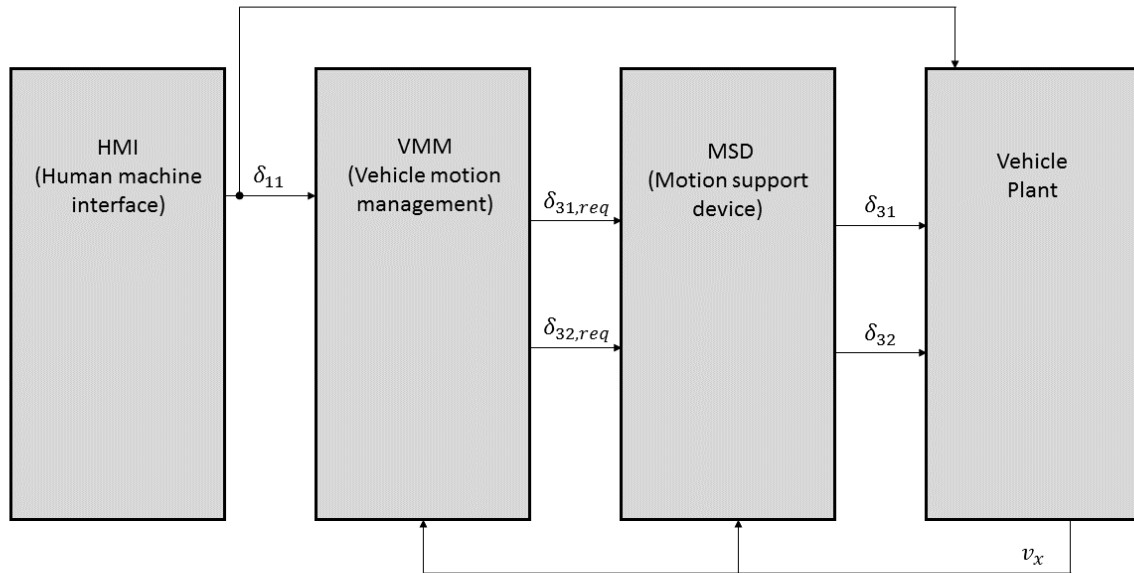 HMI
(Human machine
interface)
δ₁₁
VMM
(Vehicle motion
management)
δ₃₁,req
δ₃₂,req
MSD
(Motion support
device)
δ₃₁
δ₃₂
Vehicle
Plant
vₓ